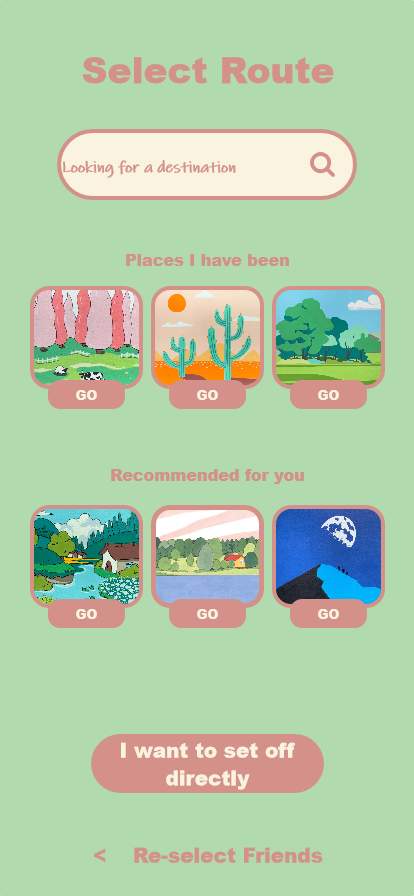 Select Route
Looking for a destination
Places I have been
GO GO GO
Recommended for you
GO GO GO
I want to set off
directly
< Re-select Friends